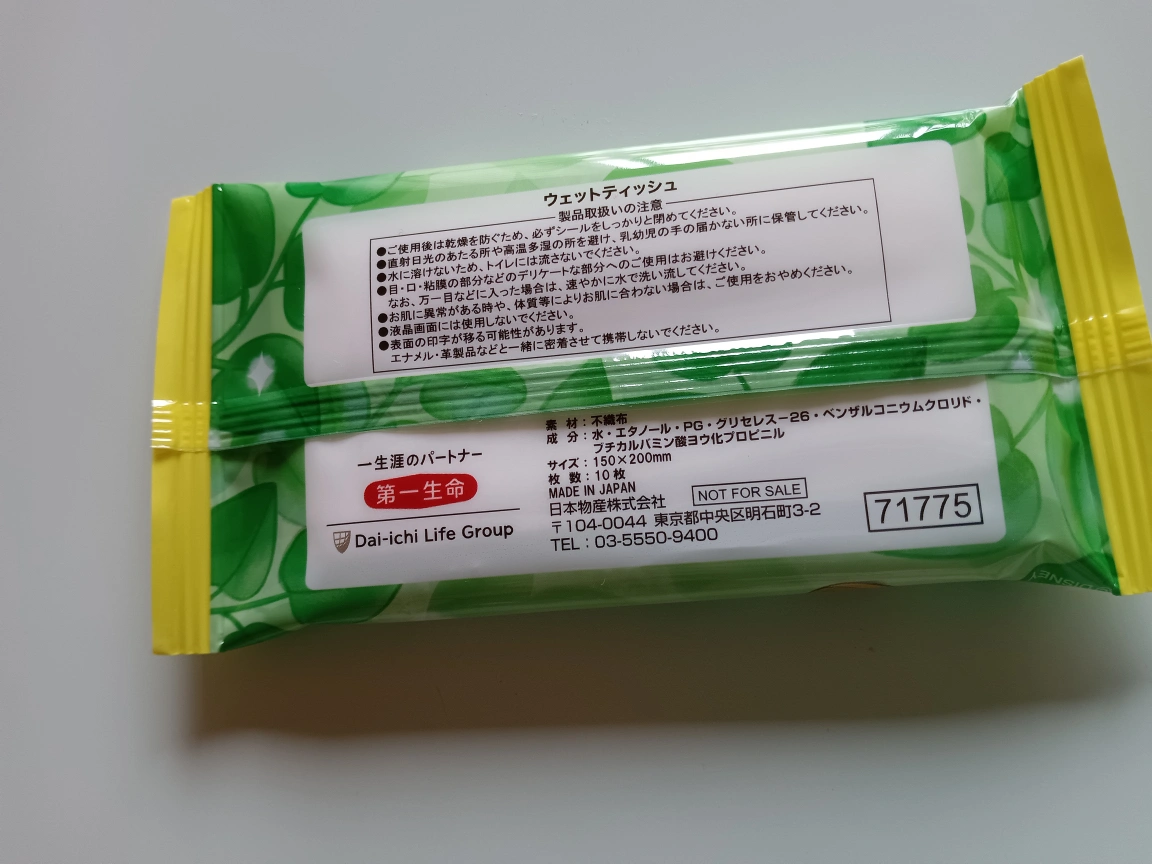 ウェットティッシュ
製品取扱いの注意
●ご使用後は乾燥を防ぐため、必ずシールをしっかりと閉めてください。
●直射日光のあたる所や高温多湿の所を避け、乳幼児の手の届かない所に保管してください。
●水に溶けないため、トイレには流さないでください。
●目・口・粘膜の部分などのデリケートな部分へのご使用はお避けください。
なお、万一目などに入った場合は、速やかに水で洗い流してください。
●お肌に異常がある時や、体質等によりお肌に合わない場合は、ご使用をおやめください。
●液晶画面には使用しないでください。
●表面の印字が移る可能性があります。
エナメル・革製品などと一緒に密着させて携帯しないでください。
一生涯のパートナー
第一生命
Dai-ichi Life Group
素 材：不織布
成 分：水・エタノール・PG・グリセレス-26・ベンザルコニウムクロリド・
ブチカルバミン酸ヨウ化プロピニル
サイズ：150×200mm
枚 数：10枚
MADE IN JAPAN
NOT FOR SALE
日本物産株式会社
〒104-0044 東京都中央区明石町3-2
TEL：03-5550-9400
71775
DISNEY